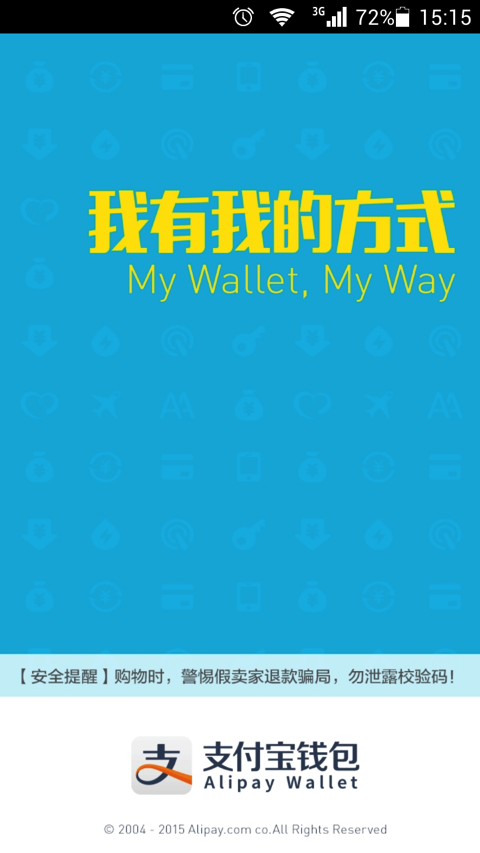 3G 72% 15:15
我有我的方式
My Wallet, My Way
【安全提醒】购物时，警惕假卖家退款骗局，勿泄露校验码！
支 支付宝钱包
Alipay Wallet
© 2004 - 2015 Alipay.com co.All Rights Reserved